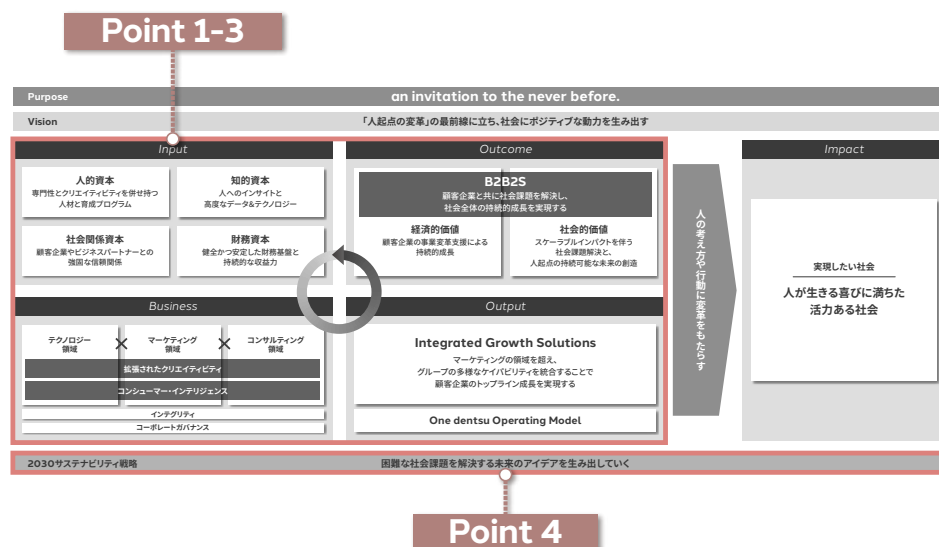 Point 1-3
Purpose
an invitation to the never before.
Vision
「人起点の変革」の最前線に立ち、社会にポジティブな動力を生み出す
Input
人的資本
専門性とクリエイティビティを併せ持つ
人材と育成プログラム
知的資本
人へのインサイトと
高度なデータ&テクノロジー
社会関係資本
顧客企業やビジネスパートナーとの
強固な信頼関係
財務資本
健全かつ安定した財務基盤と
持続的な収益力
Outcome
B2B2S
顧客企業と共に社会課題を解決し、
社会全体の持続的成長を実現する
経済的価値
顧客企業の事業変革支援による
持続的成長
社会的価値
スケーラブルインパクトを伴う
社会課題解決と、
人起点の持続可能な未来の創造
Business
テクノロジー
領域
×
マーケティング
領域
×
コンサルティング
領域
拡張されたクリエイティビティ
コンシューマー・インテリジェンス
インテグリティ
コーポレートガバナンス
Output
Integrated Growth Solutions
マーケティングの領域を超え、
グループの多様なケイパビリティを統合することで
顧客企業のトップライン成長を実現する
One dentsu Operating Model
人の考え方や行動に変革をもたらす
Impact
実現したい社会
人が生きる喜びに満ちた
活力ある社会
2030サステナビリティ戦略
困難な社会課題を解決する未来のアイデアを生み出していく
Point 4